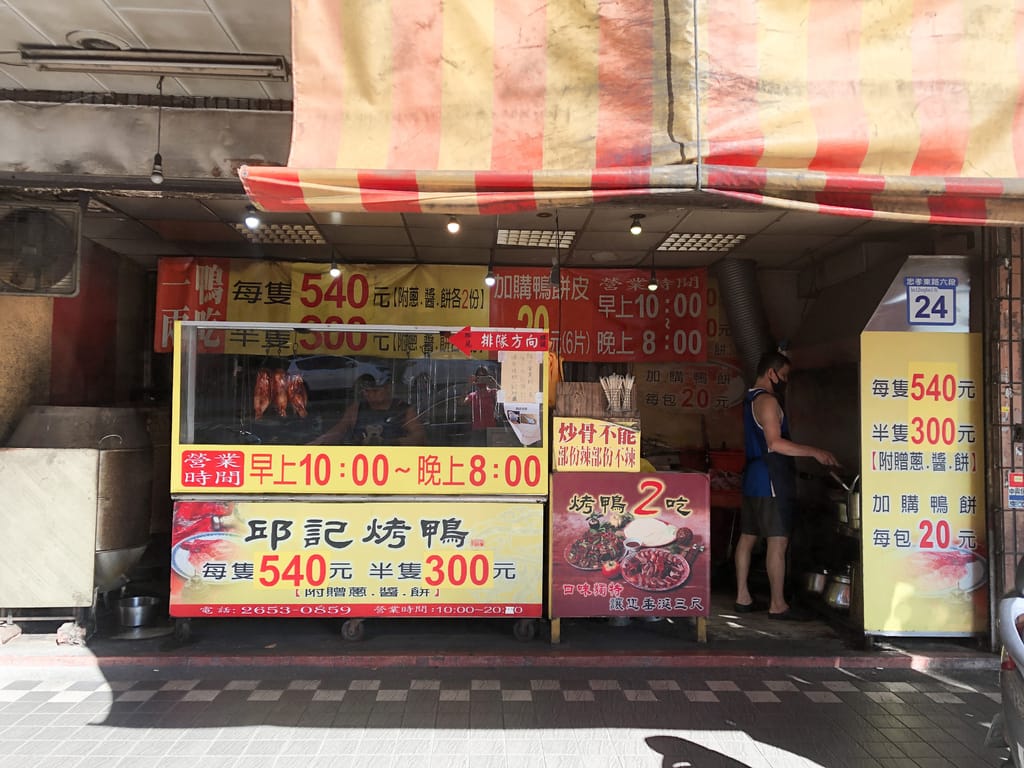 一鴨
兩吃
每隻540元【附蔥.醬.餅各2份】
半隻300元【附蔥.醬.餅
加購鴨餅皮
20
元(6片)
營業時間
早上10:00
~
晚上 8:00
排隊方向
加購鴨餅
每包20元
忠孝東路六段
24
營業
時間
早上10:00~晚上8:00
炒骨不能
部份辣部份不辣
邱記烤鴨
每隻540元 半隻300元
【附贈蔥.醬.餅】
電話:2653-0859 營業時間:10:00~20:00
烤鴨2吃
口味獨特
讓您垂涎三尺
每隻540元
半隻300元
【附贈蔥.醬.餅】
加購鴨餅
每包20元